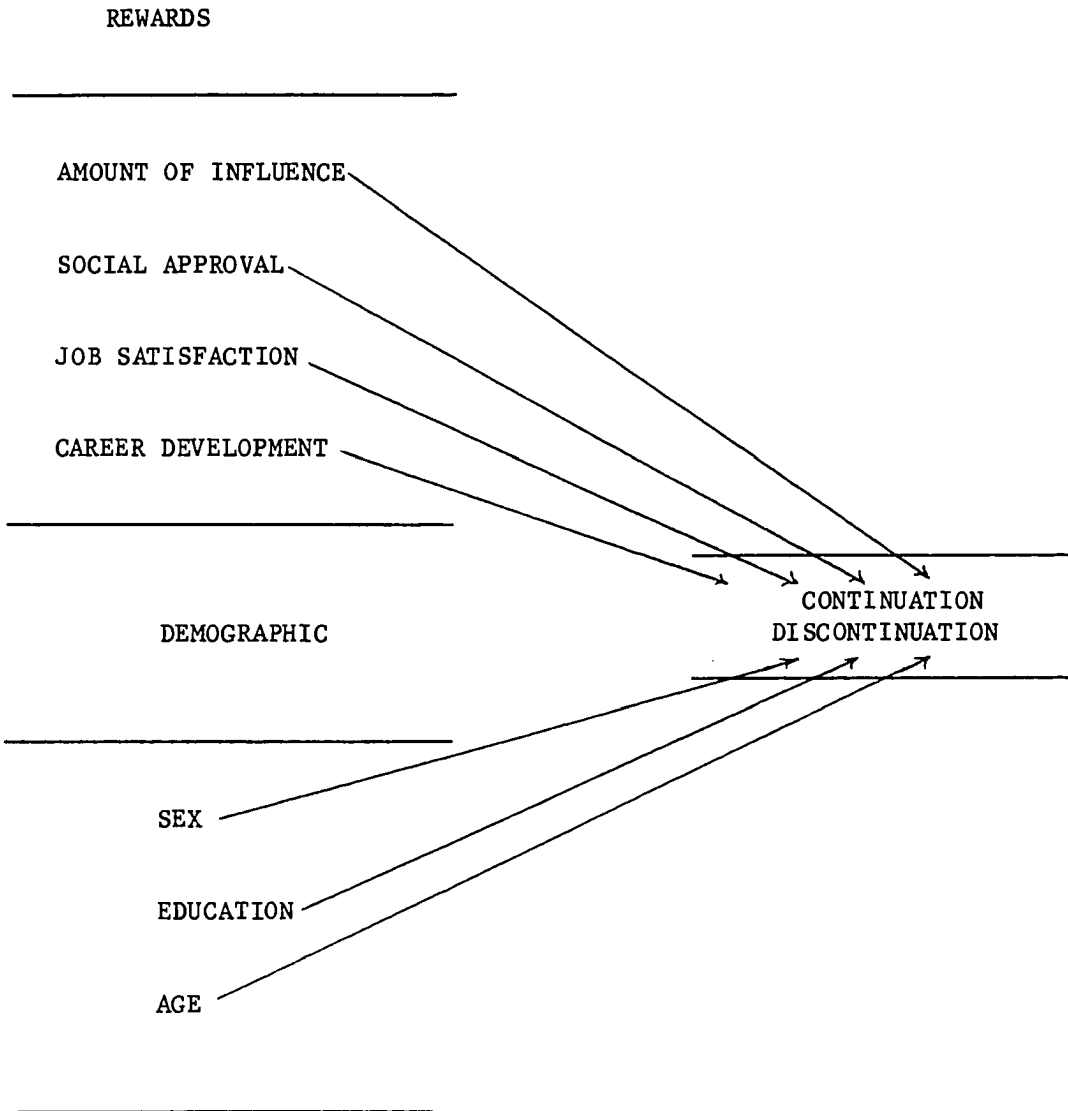 REWARDS
AMOUNT OF INFLUENCE
SOCIAL APPROVAL
JOB SATISFACTION
CAREER DEVELOPMENT
DEMOGRAPHIC
CONTINUATION
DISCONTINUATION
SEX
EDUCATION
AGE